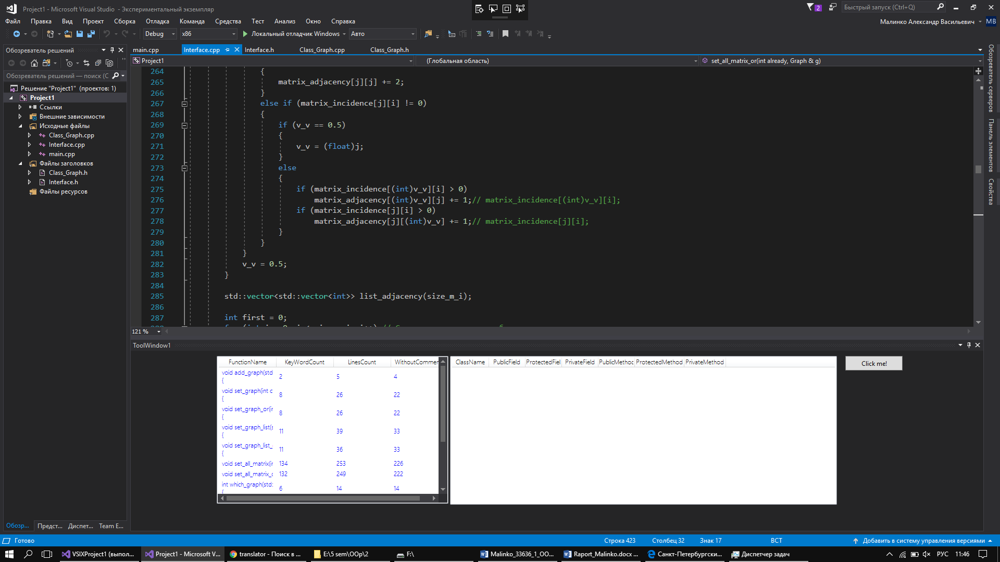 Project1 - Microsoft Visual Studio - Экспериментальный экземпляр
2
Быстрый запуск (Ctrl+Q)
Файл Правка Вид Проект Сборка Отладка Команда Средства Тест Анализ Окно Справка
Малинко Александр Васильевич
МВ
Debug
x86
Локальный отладчик Windows
Авто
Обозреватель решений
Обозреватель решений — поиск (C
Решение "Project1" (проектов: 1)
Project1
Ссылки
Внешние зависимости
Исходные файлы
Class_Graph.cpp
Interface.cpp
main.cpp
Файлы заголовков
Class_Graph.h
Interface.h
Файлы ресурсов
Обозр...
Предст...
Диспет...
Team E...
main.cpp
Interface.cpp
Interface.h
Class_Graph.cpp
Class_Graph.h
Project1
(Глобальная область)
set_all_matrix_or(int already, Graph & g)
264 {
265 matrix_adjacency[j][j] += 2;
266 }
267 else if (matrix_incidence[j][i] != 0)
268 {
269 if (v_v == 0.5)
270 {
271 v_v = (float)j;
272 }
273 else
274 {
275 if (matrix_incidence[(int)v_v][i] > 0)
276 matrix_adjacency[(int)v_v][j] += 1;// matrix_incidence[(int)v_v][i];
277 if (matrix_incidence[j][i] > 0)
278 matrix_adjacency[j][(int)v_v] += 1;// matrix_incidence[j][i];
279 }
280 }
281 }
282 v_v = 0.5;
283 }
284
285 std::vector<std::vector<int>> list_adjacency(size_m_i);
286
287 int first = 0;
121 %
Обозреватель серверов
Панель элементов
Свойства
ToolWindow1
FunctionName KeyWordCount LinesCount WithoutCommer
void add_graph(std
{ 2 5 4
void set_graph(int c
{ 8 26 22
void set_graph_or(ir
{ 8 26 22
void set_graph_list(s
{ 11 39 33
void set_graph_list_
{ 11 36 33
void set_all_matrix(ir 134 253 226
void set_all_matrix_c 132 249 222
int which_graph(std:
{ 6 14 14
ClassName PublicField ProtectedFiel PrivateField PublicMethoc ProtectedMethod PrivateMethod
Click me!
Готово
Строка 423
Столбец 32
Знак 17
ВСТ
Добавить в систему управления версиями
VSIXProject1 (выпол...
Project1 - Microsoft V...
translator - Поиск в ...
E:\5 sem\OOp\2
F:\
Malinko_33636_1_OO...
Raport_Malinko.docx ...
Санкт-Петербургски...
Диспетчер задач
РУС
11:46